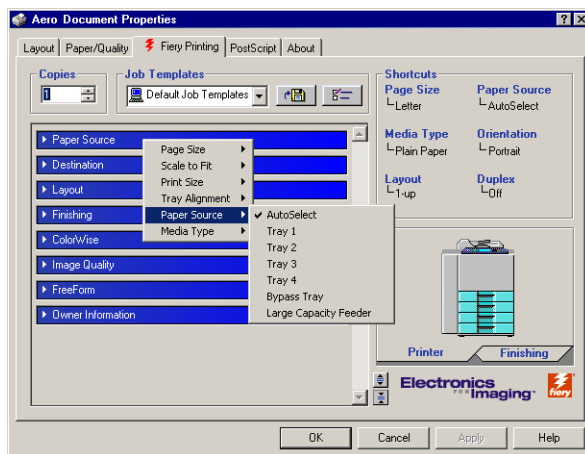 Aero Document Properties
Layout
Paper/Quality
Fiery Printing
PostScript
About
Copies
1
Job Templates
Default Job Templates
Paper Source
Destination
Layout
Finishing
ColorWise
Image Quality
FreeForm
Owner Information
Page Size
Scale to Fit
Print Size
Tray Alignment
Paper Source
Media Type
AutoSelect
Tray 1
Tray 2
Tray 3
Tray 4
Bypass Tray
Large Capacity Feeder
Shortcuts
Page Size
Letter
Paper Source
AutoSelect
Media Type
Plain Paper
Orientation
Portrait
Layout
1-up
Duplex
Off
Printer
Finishing
Electronics
FOR Imaging
fiery
OK
Cancel
Apply
Help